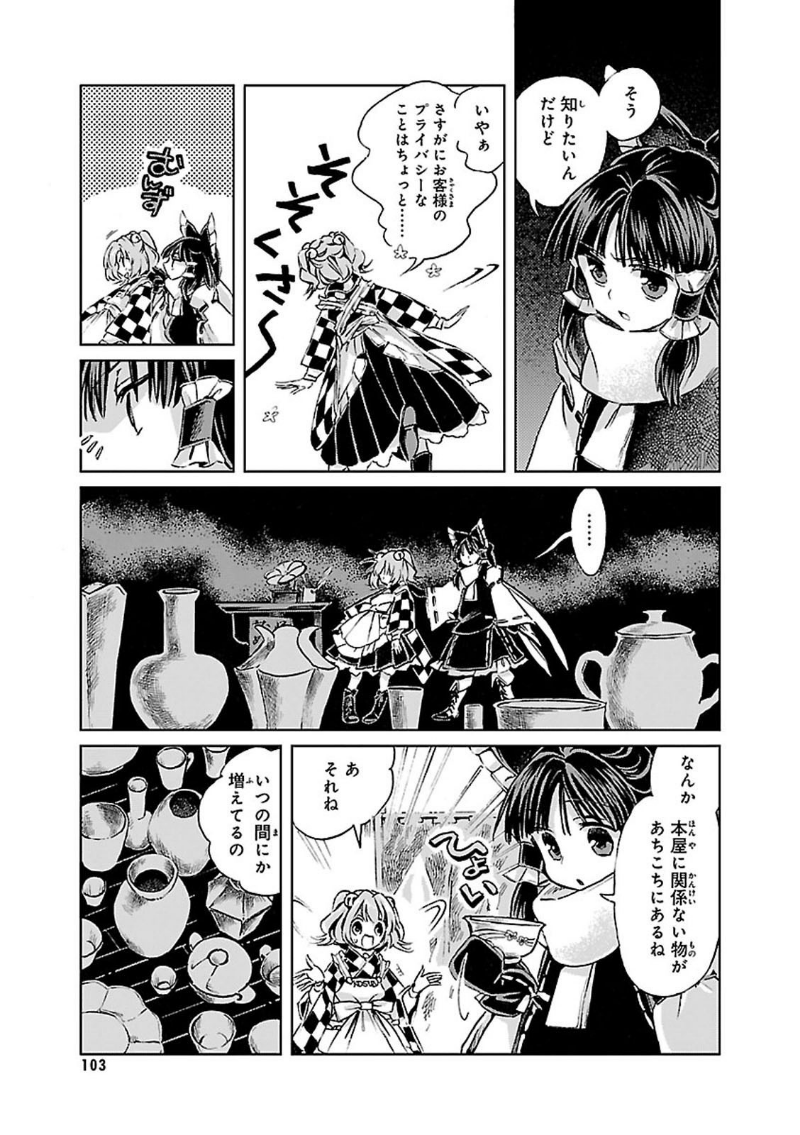 そう
知りたいん
だけど
いやぁ
さすがにお客様の
プライバシーな
ことはちょっと……
そそくさ〜
むんず
……
なんか
本屋に関係ない物が
あちこちにあるね
ひょい
あ
それね
いつの間にか
増えてるの
103